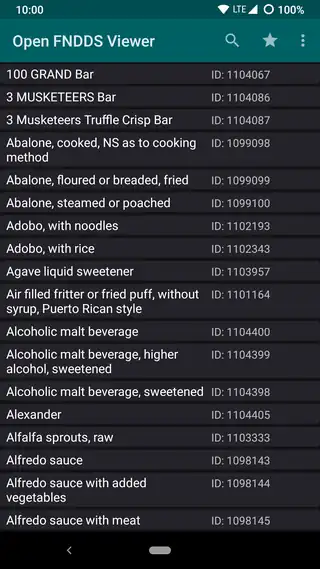 10:00
LTE
100%
Open FNDDS Viewer
100 GRAND Bar ID: 1104067
3 MUSKETEERS Bar ID: 1104086
3 Musketeers Truffle Crisp Bar ID: 1104087
Abalone, cooked, NS as to cooking ID: 1099098
method
Abalone, floured or breaded, fried ID: 1099099
Abalone, steamed or poached ID: 1099100
Adobo, with noodles ID: 1102193
Adobo, with rice ID: 1102343
Agave liquid sweetener ID: 1103957
Air filled fritter or fried puff, without ID: 1101164
syrup, Puerto Rican style
Alcoholic malt beverage ID: 1104400
Alcoholic malt beverage, higher ID: 1104399
alcohol, sweetened
Alcoholic malt beverage, sweetened ID: 1104398
Alexander ID: 1104405
Alfalfa sprouts, raw ID: 1103333
Alfredo sauce ID: 1098143
Alfredo sauce with added ID: 1098144
vegetables
Alfredo sauce with meat ID: 1098145